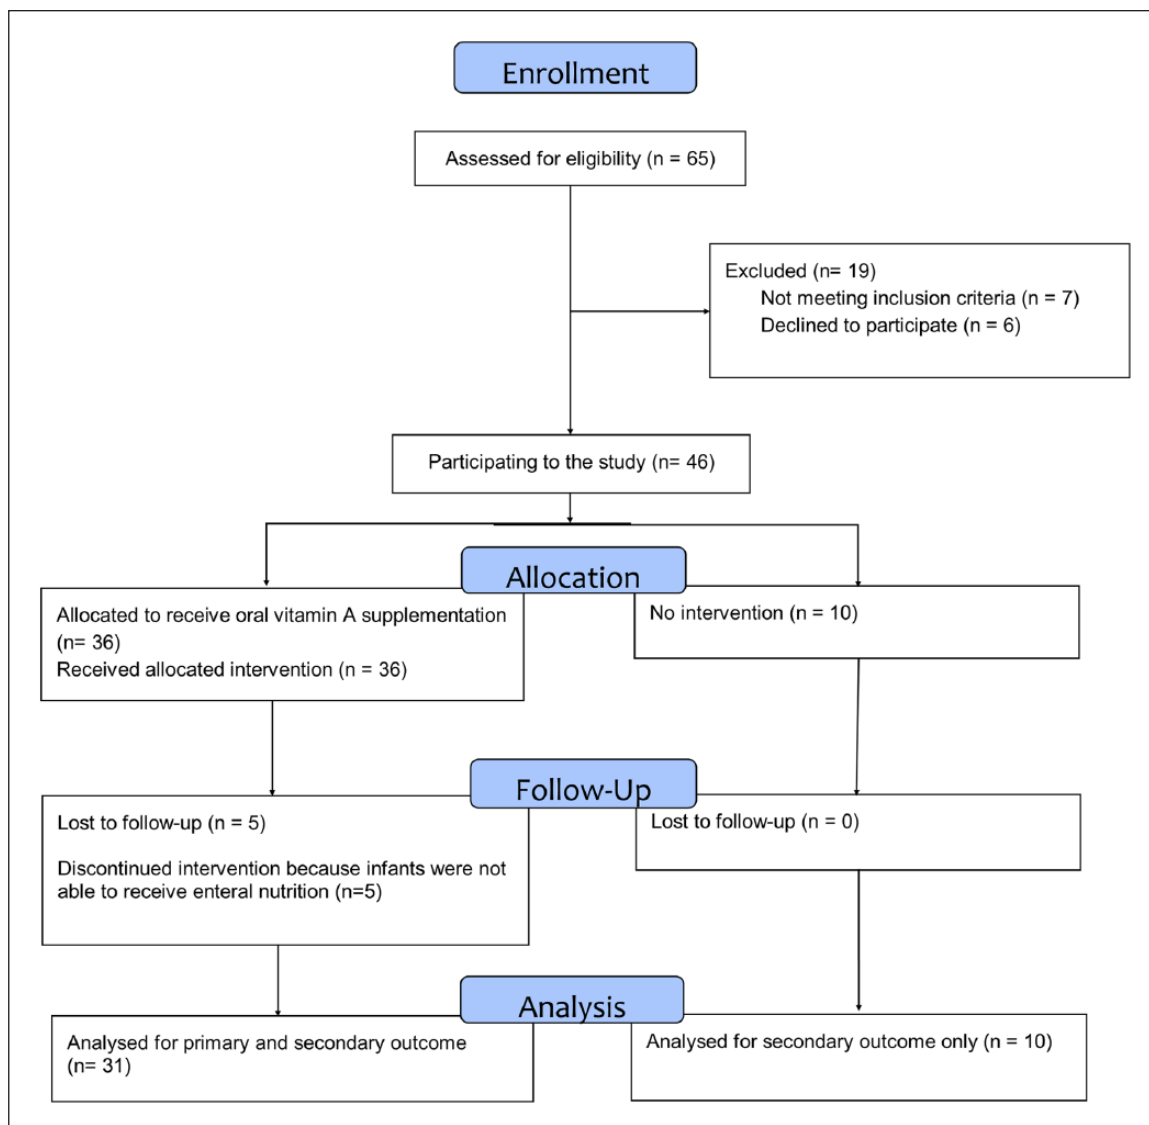 Enrollment
Assessed for eligibility (n = 65)
Excluded (n= 19)
Not meeting inclusion criteria (n = 7)
Declined to participate (n = 6)
Participating to the study (n= 46)
Allocation
Allocated to receive oral vitamin A supplementation
(n= 36)
Received allocated intervention (n = 36)
No intervention (n = 10)
Follow-Up
Lost to follow-up (n = 5)
Discontinued intervention because infants were not
able to receive enteral nutrition (n=5)
Lost to follow-up (n = 0)
Analysis
Analysed for primary and secondary outcome
(n= 31)
Analysed for secondary outcome only (n = 10)